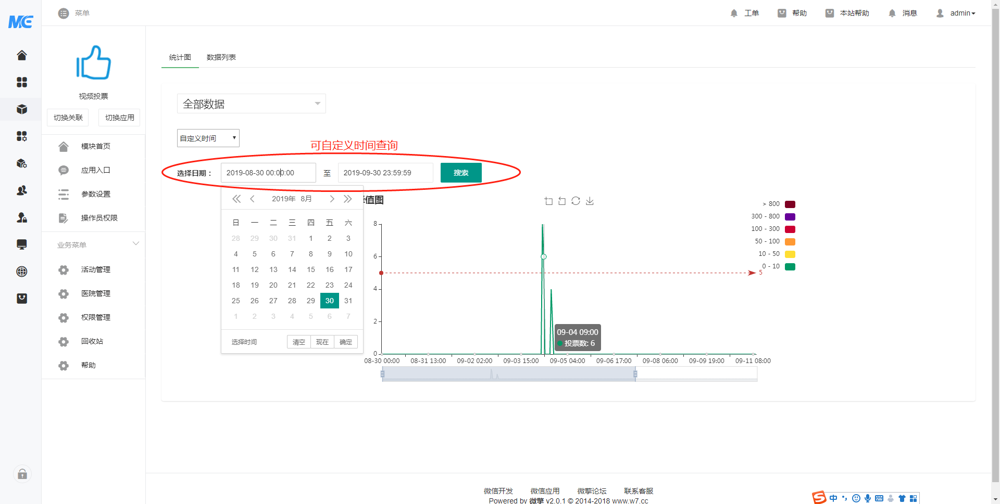 ME
菜单
工单
帮助
本站帮助
消息
admin
视频投票
切换关联
切换应用
模块首页
应用入口
参数设置
操作员权限
业务菜单
活动管理
医院管理
权限管理
回收站
帮助
统计图
数据列表
全部数据
自定义时间
可自定义时间查询
选择日期：
2019-08-30 00:00:00
至
2019-09-30 23:59:59
搜索
2019年 8月
日 一 二 三 四 五 六
28 29 30 31 1 2 3
4 5 6 7 8 9 10
11 12 13 14 15 16 17
18 19 20 21 22 23 24
25 26 27 28 29 30 31
1 2 3 4 5 6 7
选择时间
清空
现在
确定
值图
> 800
300 - 800
100 - 300
50 - 100
10 - 50
0 - 10
8
6
4
2
0
5
09-04 09:00
投票数: 6
08-30 00:00
08-31 13:00
09-02 02:00
09-03 15:00
09-05 04:00
09-06 17:00
09-08 06:00
09-09 19:00
09-11 08:00
微信开发
微信应用
微擎论坛
联系客服
Powered by 微擎 v2.0.1 © 2014-2018 www.w7.cc
S
中